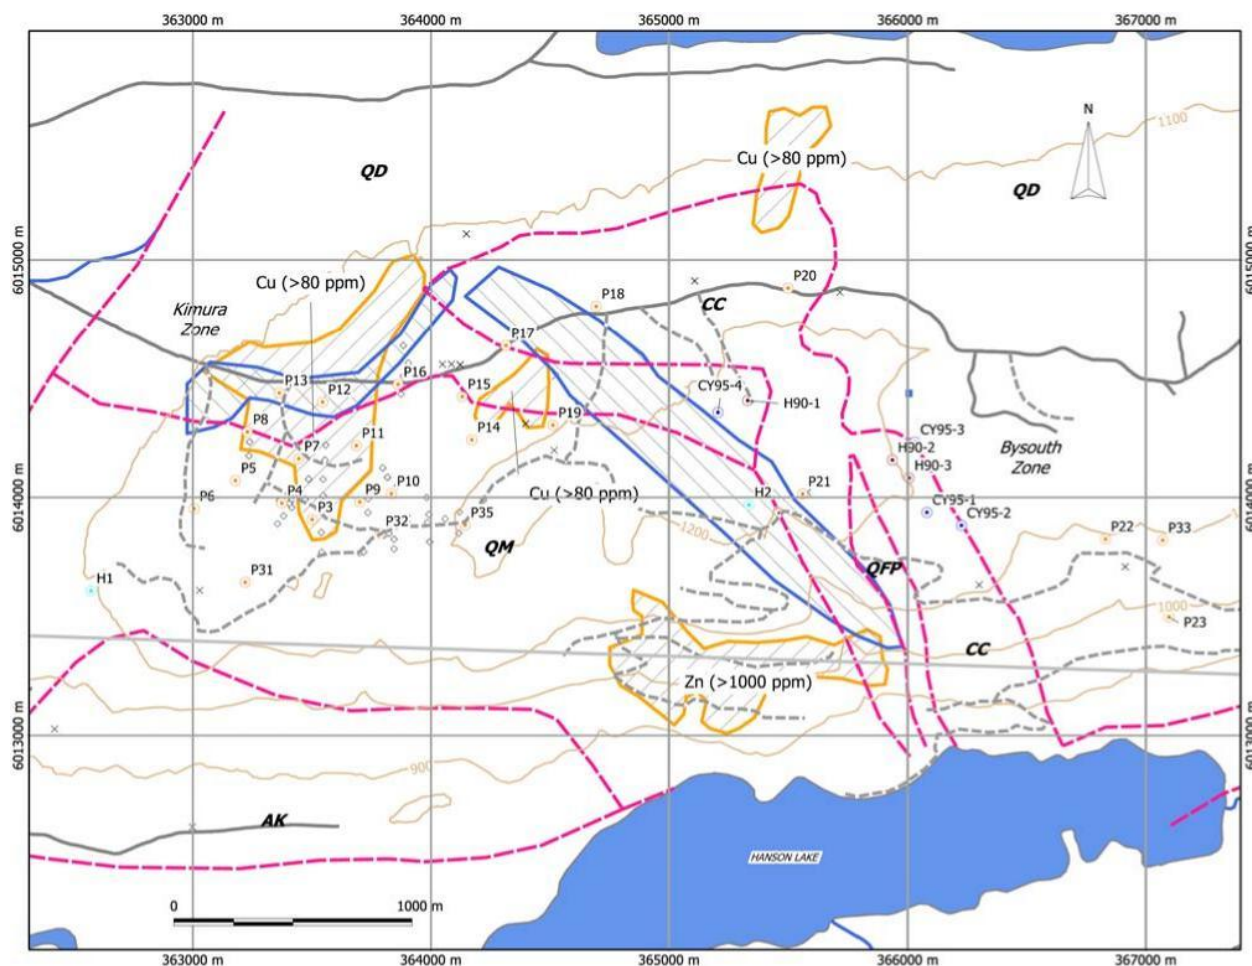 363000 m
364000 m
365000 m
366000 m
367000 m
1100
N
Cu (>80 ppm)
QD
QD
6015000 m
6015000 m
Cu (>80 ppm)
P20
P18
CC
Kimura
Zone
P17
P13
P12
P16
P15
CY95-4
H90-1
P8
P19
CY95-3
P14
P11
H90-2
Bysouth
Zone
P7
H90-3
P5
P10
H2
P21
6014000 m
6014000 m
P6
P4
P9
Cu (>80 ppm)
CY95-1
P3
P35
CY95-2
P32
1200
P22
P33
QM
QFP
H1
P31
1000
P23
CC
Zn (>1000 ppm)
6013000 m
6013000 m
900
AK
HANSON LAKE
0
1000 m
363000 m
364000 m
365000 m
366000 m
367000 m